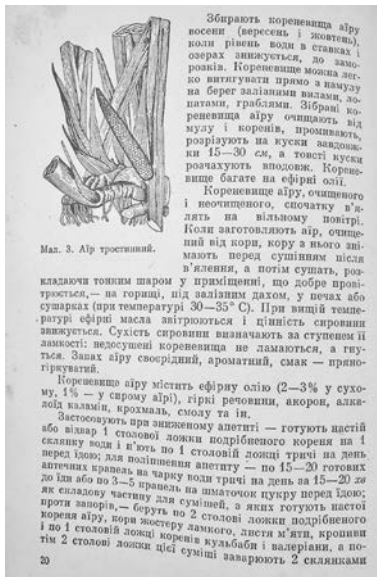 Збирають кореневища аїру
восени (вересень і жовтень),
коли рівень води в ставках і
озерах знижується, до замо-
розків. Кореневище можна лег-
ко витягувати прямо з намулу
на берег залізними вилами, ло-
патами, граблями. Зібрані ко-
реневища аїру очищають від
мулу і коренів, промивають,
розрізують на куски завдовж-
ки 15—30 см, а товсті куски
розчахують вподовж. Корене-
вище багате на ефірні олії.
Кореневище аїру, очищеного
і неочищеного, спочатку в'я-
лять на вільному повітрі.
Коли заготовляють аїр, очище-
ний від кори, кору з нього зні-
Мал. 3. Аїр тростинний.
мають перед сушінням після
в'ялення, а потім сушать, роз-
кладаючи тонким шаром у приміщенні, що добре прові-
трюється,— на горищі, під залізним дахом, у печах або
сушарках (при температурі 30—35° С). При вищій темпе-
ратурі ефірні масла звітрюються і цінність сировини
знижується. Сухість сировини визначають за ступенем її
ламкості: недосушені кореневища не ламаються, а гну-
ться. Запах аїру своєрідний, ароматний, смак — пряно-
гіркуватий.
Кореневище аїру містить ефірну олію (2—3% у сухо-
му, 1% — у сирому аїрі), гіркі речовини, акорон, алка-
лоїд каламін, крохмаль, смолу та ін.
Застосовують при зниженому апетиті — готують настій
або відвар 1 столової ложки подрібненого кореня на 1
склянку води і п'ють по 1 столовій ложці тричі на день
перед їдою; для поліпшення апетиту — по 15—20 готових
аптечних крапель на чарку води тричі на день за 15—20 хв
до їди або по 3—5 крапель на шматочок цукру перед їдою;
як складову частину для сумішей, з яких готують настої
проти запорів,— беруть по 2 столові ложки подрібненого
кореня аїру, кори жостеру ламкого, листя м'яти, кропиви
і по 1 столовій ложці коренів кульбаби і валеріани, а по-
тім 2 столові ложки цієї суміші заварюють 2 склянками
20